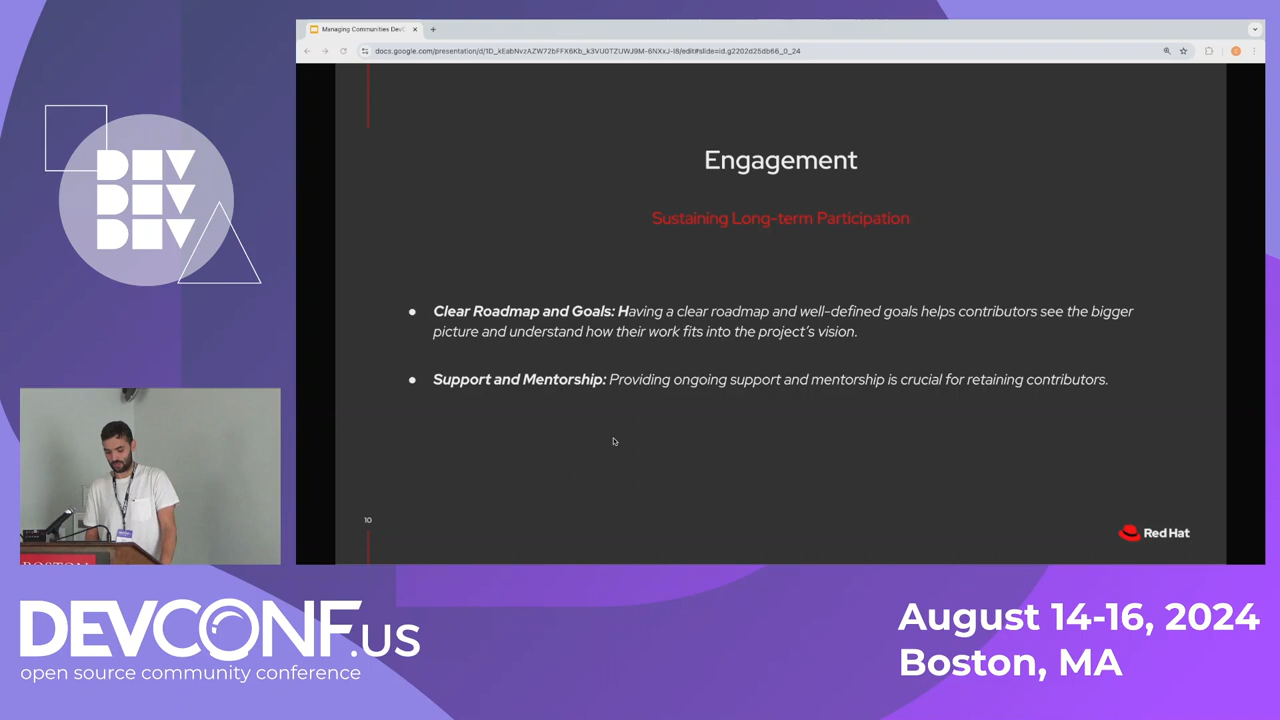 Managing Communities DevC
docs.google.com/presentation/d/1D_kEabNvzAZW72bFFX6Kb_k3VU0TZUWJ9M-6NXxJ-I8/edit#slide=id.g2202d25db66_0_24
DEV
DEV
DEV
Engagement
Sustaining Long-term Participation
● Clear Roadmap and Goals: Having a clear roadmap and well-defined goals helps contributors see the bigger
picture and understand how their work fits into the project's vision.
● Support and Mentorship: Providing ongoing support and mentorship is crucial for retaining contributors.
10
Red Hat
BOSTON
DEVCONF.us
open source community conference
August 14-16, 2024
Boston, MA